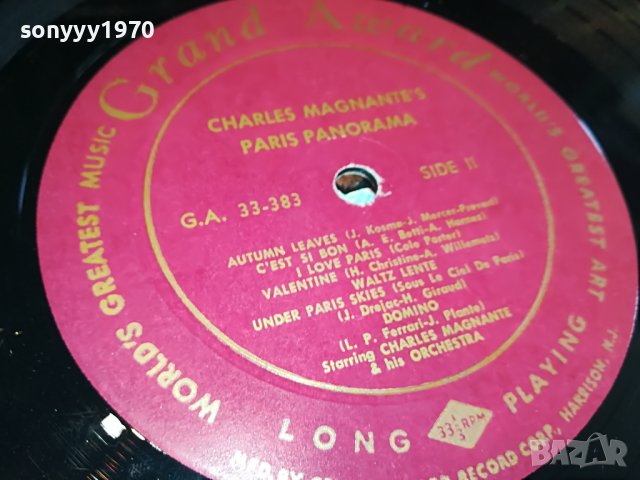 sonyyy1970
Grand Award
WORLD'S GREATEST MUSIC
WORLD'S GREATEST ART
CHARLES MAGNANTE'S
PARIS PANORAMA
G.A. 33-383
SIDE II
AUTUMN LEAVES (J. Kosma-J. Mercer-Prevert)
C'EST SI BON (A. E. Betti-A. Hornez)
I LOVE PARIS (Cole Porter)
VALENTINE (H. Christine-A. Willemetz)
WALTZ LENTE
UNDER PARIS SKIES (Sous Le Ciel De Paris)
(J. Drejac-H. Giraud)
DOMINO
(L. P. Ferrari-J. Plante)
Starring CHARLES MAGNANTE
& his ORCHESTRA
LONG PLAYING
33 1/3 RPM
RECORD CORP., HARRISON, N.J.
BAZAR